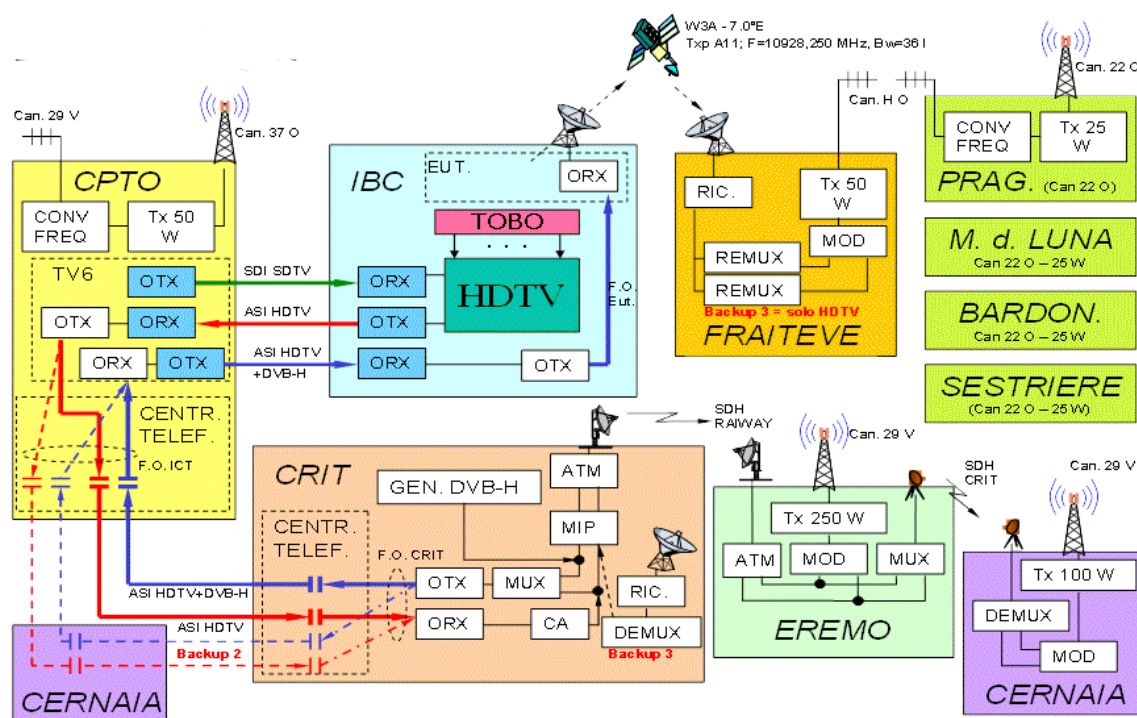 W3A - 7.0ºE
Txp A11; F=10928,250 MHz, Bw=36
Can. 29 V
Can. 37 O
CPTO
CONV FREQ
Tx 50 W
TV6
OTX
OTX
ORX
ORX
OTX
CENTR. TELEF.
F.O. ICT
SDI SDTV
ASI HDTV
ASI HDTV
+DVB-H
IBC
EUT.
ORX
TOBO
. . .
HDTV
ORX
OTX
ORX
OTX
F.O. Eut.
RIC.
Tx 50 W
MOD
REMUX
REMUX
Backup 3 = solo HDTV
FRAITEVE
Can. H O
Can. 22 O
CONV FREQ
Tx 25 W
PRAG. (Can 22 O)
M. d. LUNA
Can 22 O – 25 W
BARDON.
Can 22 O – 25 W
SESTRIERE
(Can 22 O – 25 W)
CRIT
GEN. DVB-H
ATM
MIP
CENTR. TELEF.
F.O. CRIT
OTX
MUX
ORX
CA
RIC.
DEMUX
Backup 3
SDH
RAIWAY
ASI HDTV+DVB-H
ASI HDTV
Backup 2
CERNAIA
Can. 29 V
Tx 250 W
ATM
MOD
MUX
EREMO
SDH
CRIT
Can. 29 V
Tx 100 W
DEMUX
MOD
CERNAIA